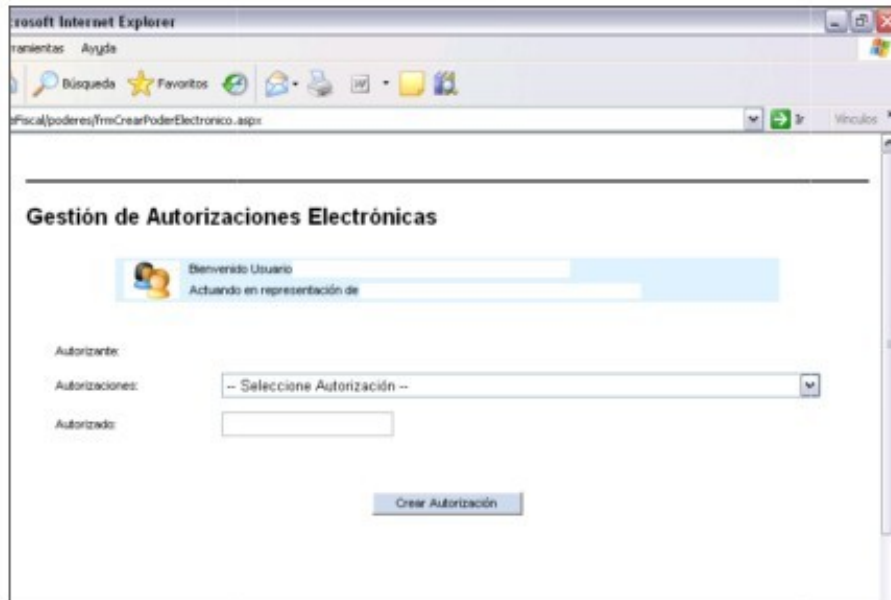 rosoft Internet Explorer
ramientas Ayuda
Búsqueda Favoritos
eFiscal/poderes/frmCrearPoderElectronico.aspx Ir Vínculos
Gestión de Autorizaciones Electrónicas
Bienvenido Usuario
Actuando en representación de
Autorizante:
Autorizaciones: -- Seleccione Autorización --
Autorizado:
Crear Autorización